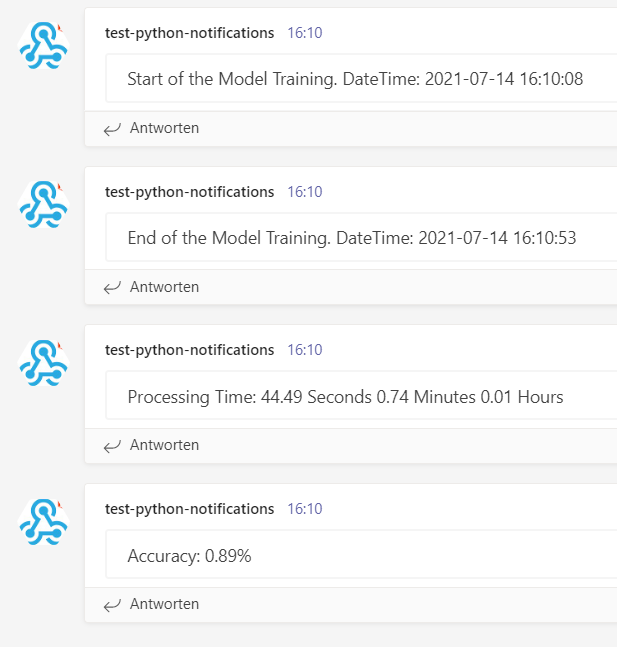 test-python-notifications 16:10
Start of the Model Training. DateTime: 2021-07-14 16:10:08
Antworten
test-python-notifications 16:10
End of the Model Training. DateTime: 2021-07-14 16:10:53
Antworten
test-python-notifications 16:10
Processing Time: 44.49 Seconds 0.74 Minutes 0.01 Hours
Antworten
test-python-notifications 16:10
Accuracy: 0.89%
Antworten